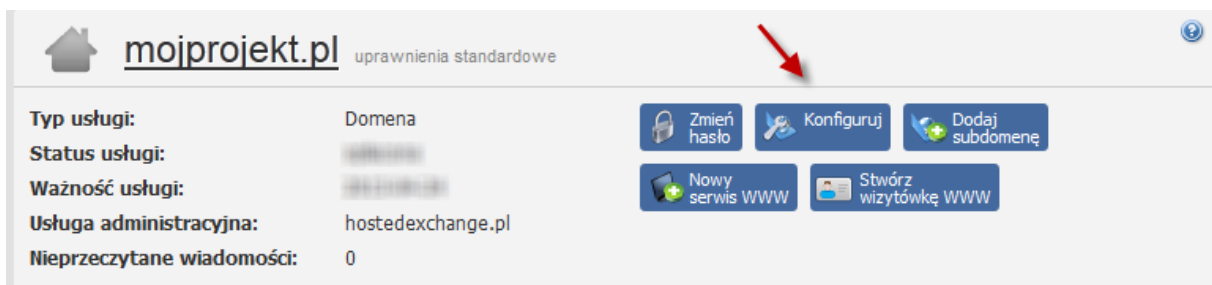 mojprojekt.pl uprawnienia standardowe
Typ usługi: Domena
Status usługi:
Ważność usługi:
Usługa administracyjna: hostedexchange.pl
Nieprzeczytane wiadomości: 0
Zmień
hasło
Konfiguruj
Dodaj
subdomenę
Nowy
serwis WWW
Stwórz
wizytówkę WWW